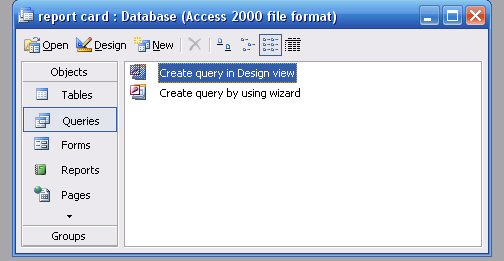 report card : Database (Access 2000 file format)
Open Design New
Objects
Tables
Queries
Forms
Reports
Pages
Groups
Create query in Design view
Create query by using wizard